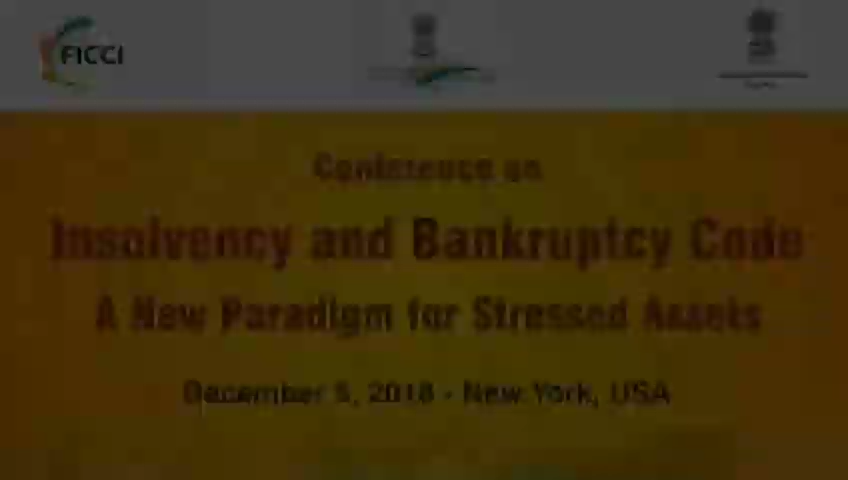 FICCI
Conference on
Insolvency and Bankruptcy Code
A New Paradigm for Stressed Assets
December 5, 2018 - New York, USA